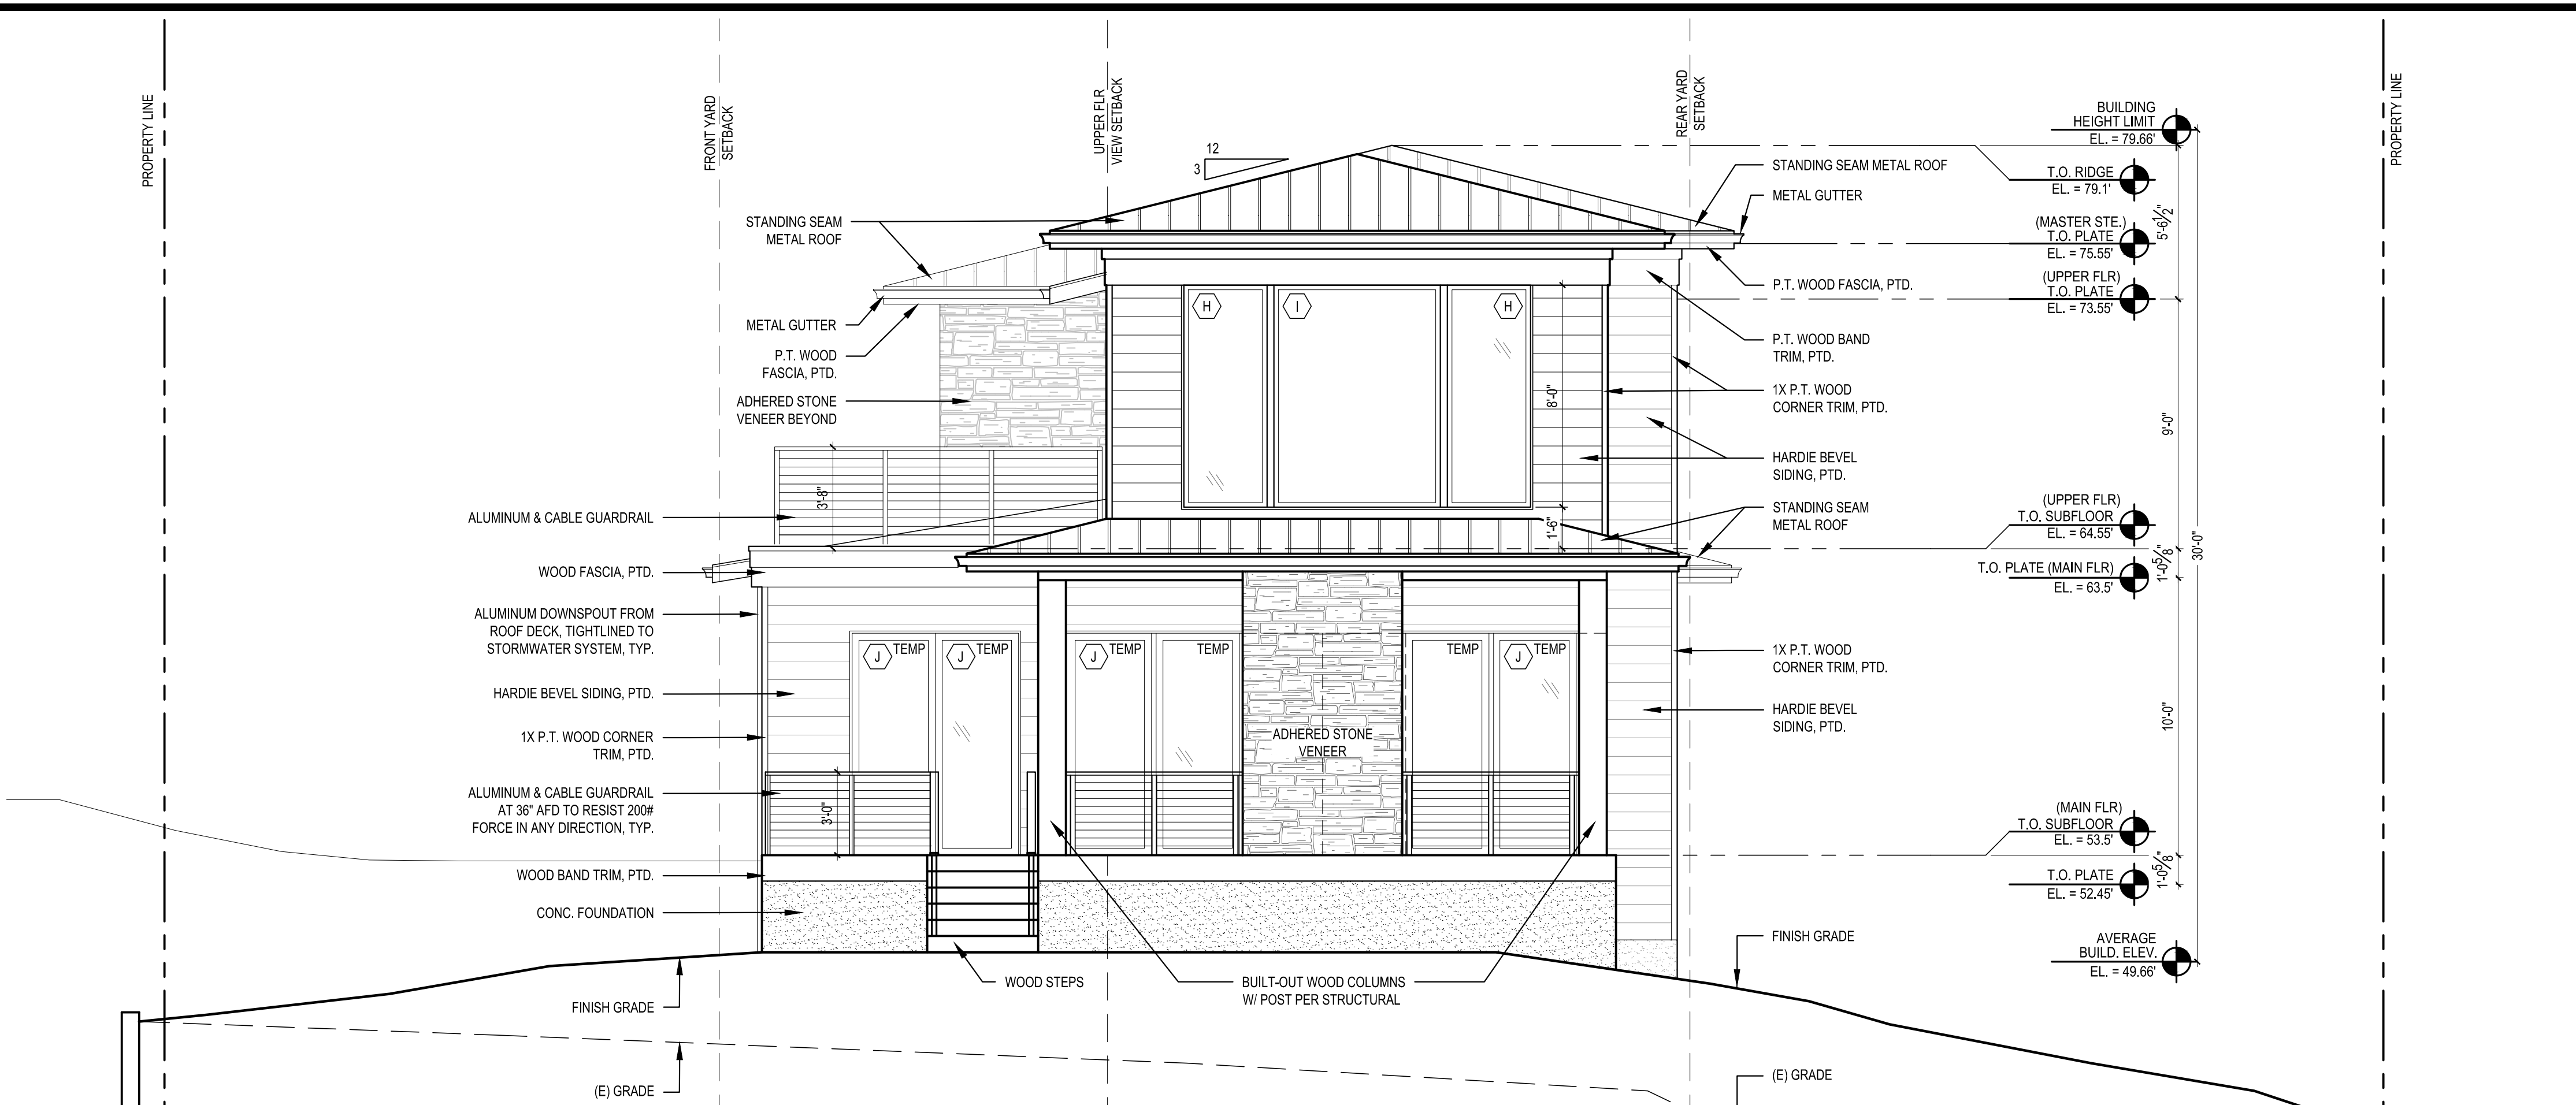 PROPERTY LINE
FRONT YARD
SETBACK
UPPER FLR
VIEW SETBACK
REAR YARD
SETBACK
PROPERTY LINE
12
3
STANDING SEAM
METAL ROOF
METAL GUTTER
P.T. WOOD
FASCIA, PTD.
ADHERED STONE
VENEER BEYOND
ALUMINUM & CABLE GUARDRAIL
WOOD FASCIA, PTD.
ALUMINUM DOWNSPOUT FROM
ROOF DECK, TIGHTLINED TO
STORMWATER SYSTEM, TYP.
HARDIE BEVEL SIDING, PTD.
1X P.T. WOOD CORNER
TRIM, PTD.
ALUMINUM & CABLE GUARDRAIL
AT 36" AFD TO RESIST 200#
FORCE IN ANY DIRECTION, TYP.
WOOD BAND TRIM, PTD.
CONC. FOUNDATION
FINISH GRADE
(E) GRADE
H
I
H
8'-0"
1'-6"
3'-8"
J TEMP
J TEMP
J TEMP
TEMP
TEMP
J TEMP
ADHERED STONE
VENEER
3'-0"
WOOD STEPS
BUILT-OUT WOOD COLUMNS
W/ POST PER STRUCTURAL
STANDING SEAM METAL ROOF
METAL GUTTER
P.T. WOOD FASCIA, PTD.
P.T. WOOD BAND
TRIM, PTD.
1X P.T. WOOD
CORNER TRIM, PTD.
HARDIE BEVEL
SIDING, PTD.
STANDING SEAM
METAL ROOF
1X P.T. WOOD
CORNER TRIM, PTD.
HARDIE BEVEL
SIDING, PTD.
FINISH GRADE
(E) GRADE
BUILDING
HEIGHT LIMIT
EL. = 79.66'
T.O. RIDGE
EL. = 79.1'
(MASTER STE.)
T.O. PLATE
EL. = 75.55'
(UPPER FLR)
T.O. PLATE
EL. = 73.55'
(UPPER FLR)
T.O. SUBFLOOR
EL. = 64.55'
T.O. PLATE (MAIN FLR)
EL. = 63.5'
(MAIN FLR)
T.O. SUBFLOOR
EL. = 53.5'
T.O. PLATE
EL. = 52.45'
AVERAGE
BUILD. ELEV.
EL. = 49.66'
5'-6 1/2"
9'-0"
1'-0 5/8"
10'-0"
1'-0 5/8"
30'-0"